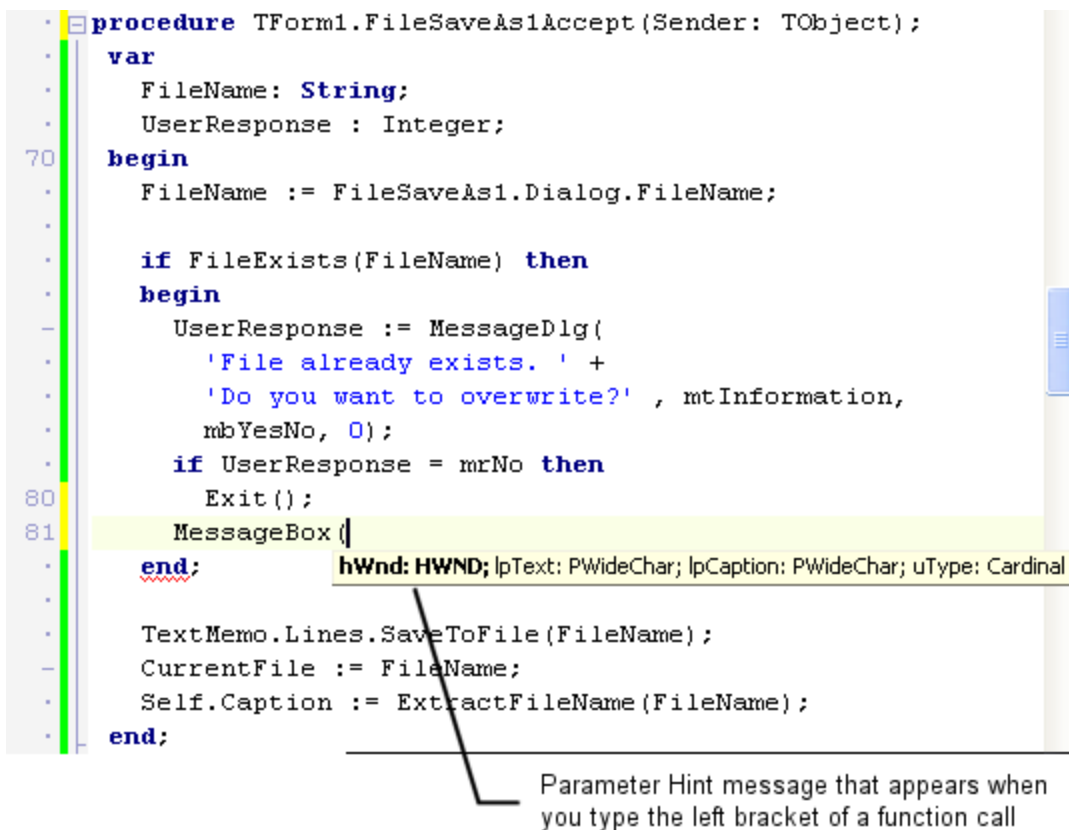 procedure TForm1.FileSaveAs1Accept(Sender: TObject);
var
FileName: String;
UserResponse : Integer;
70 begin
FileName := FileSaveAs1.Dialog.FileName;
if FileExists(FileName) then
begin
UserResponse := MessageDlg(
'File already exists. ' +
'Do you want to overwrite?' , mtInformation,
mbYesNo, 0);
if UserResponse = mrNo then
80 Exit();
81 MessageBox(
end;
hWnd: HWND; lpText: PWideChar; lpCaption: PWideChar; uType: Cardinal
TextMemo.Lines.SaveToFile(FileName);
CurrentFile := FileName;
Self.Caption := ExtractFileName(FileName);
end;
Parameter Hint message that appears when
you type the left bracket of a function call